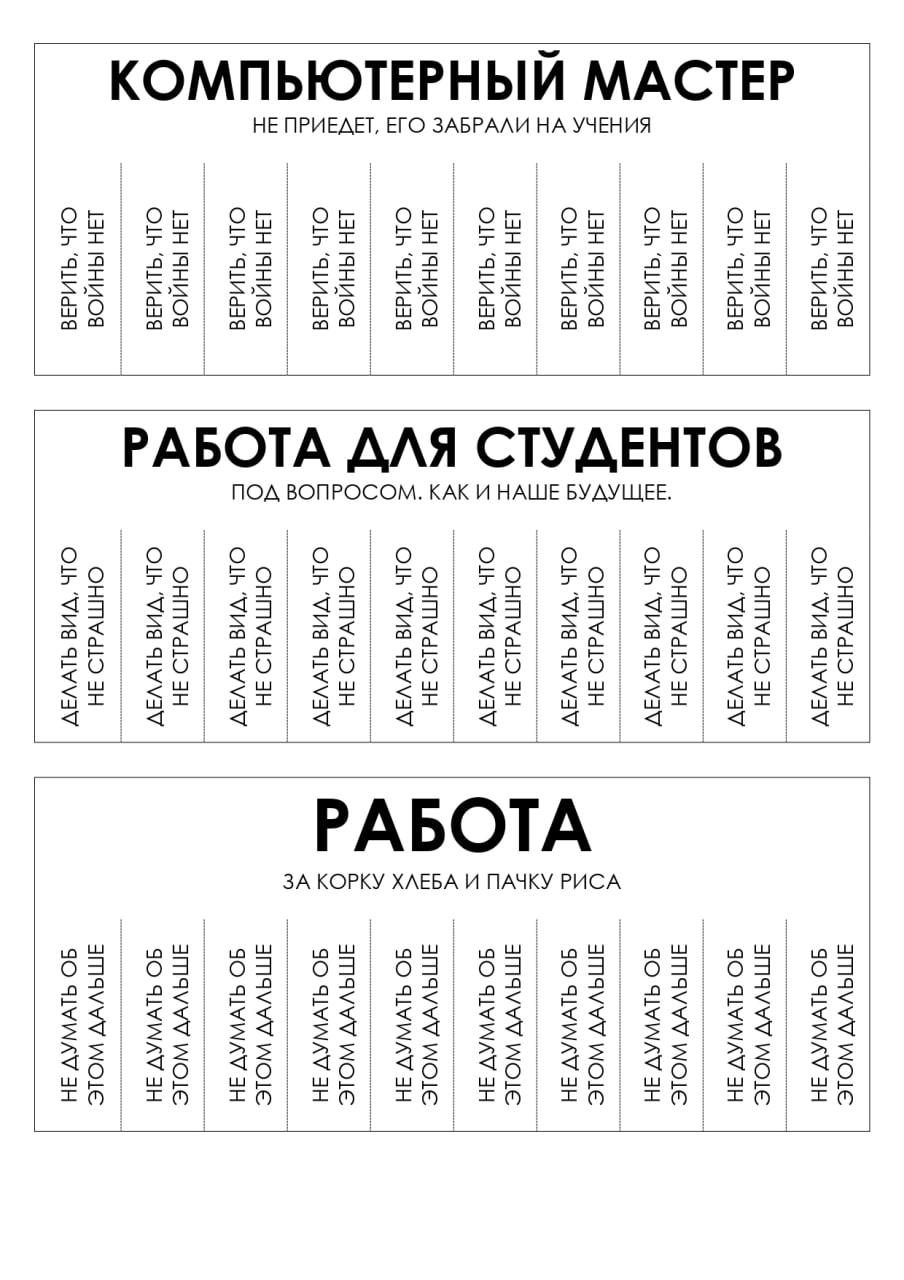 КОМПЬЮТЕРНЫЙ МАСТЕР
НЕ ПРИЕДЕТ, ЕГО ЗАБРАЛИ НА УЧЕНИЯ
ВЕРИТЬ, ЧТО
ВОЙНЫ НЕТ
ВЕРИТЬ, ЧТО
ВОЙНЫ НЕТ
ВЕРИТЬ, ЧТО
ВОЙНЫ НЕТ
ВЕРИТЬ, ЧТО
ВОЙНЫ НЕТ
ВЕРИТЬ, ЧТО
ВОЙНЫ НЕТ
ВЕРИТЬ, ЧТО
ВОЙНЫ НЕТ
ВЕРИТЬ, ЧТО
ВОЙНЫ НЕТ
ВЕРИТЬ, ЧТО
ВОЙНЫ НЕТ
ВЕРИТЬ, ЧТО
ВОЙНЫ НЕТ
ВЕРИТЬ, ЧТО
ВОЙНЫ НЕТ
РАБОТА ДЛЯ СТУДЕНТОВ
ПОД ВОПРОСОМ. КАК И НАШЕ БУДУЩЕЕ.
ДЕЛАТЬ ВИД, ЧТО
НЕ СТРАШНО
ДЕЛАТЬ ВИД, ЧТО
НЕ СТРАШНО
ДЕЛАТЬ ВИД, ЧТО
НЕ СТРАШНО
ДЕЛАТЬ ВИД, ЧТО
НЕ СТРАШНО
ДЕЛАТЬ ВИД, ЧТО
НЕ СТРАШНО
ДЕЛАТЬ ВИД, ЧТО
НЕ СТРАШНО
ДЕЛАТЬ ВИД, ЧТО
НЕ СТРАШНО
ДЕЛАТЬ ВИД, ЧТО
НЕ СТРАШНО
ДЕЛАТЬ ВИД, ЧТО
НЕ СТРАШНО
ДЕЛАТЬ ВИД, ЧТО
НЕ СТРАШНО
РАБОТА
ЗА КОРКУ ХЛЕБА И ПАЧКУ РИСА
НЕ ДУМАТЬ ОБ
ЭТОМ ДАЛЬШЕ
НЕ ДУМАТЬ ОБ
ЭТОМ ДАЛЬШЕ
НЕ ДУМАТЬ ОБ
ЭТОМ ДАЛЬШЕ
НЕ ДУМАТЬ ОБ
ЭТОМ ДАЛЬШЕ
НЕ ДУМАТЬ ОБ
ЭТОМ ДАЛЬШЕ
НЕ ДУМАТЬ ОБ
ЭТОМ ДАЛЬШЕ
НЕ ДУМАТЬ ОБ
ЭТОМ ДАЛЬШЕ
НЕ ДУМАТЬ ОБ
ЭТОМ ДАЛЬШЕ
НЕ ДУМАТЬ ОБ
ЭТОМ ДАЛЬШЕ
НЕ ДУМАТЬ ОБ
ЭТОМ ДАЛЬШЕ